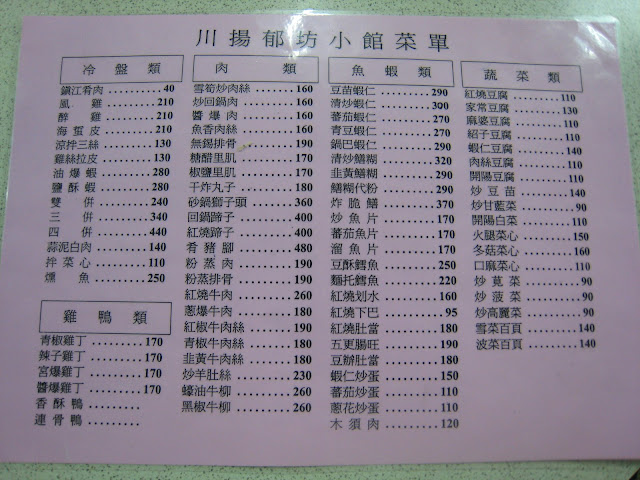 川揚郁坊小館菜單
冷盤類
鎮江肴肉 40
風雞 210
醉雞 210
海蜇皮 210
涼拌三絲 130
雞絲拉皮 130
油爆蝦 280
鹽酥蝦 280
雙併 240
三併 340
四併 440
蒜泥白肉 140
拌菜心 110
燻魚 250
雞鴨類
青椒雞丁 170
辣子雞丁 170
宮爆雞丁 170
醬爆雞丁 170
香酥鴨
連骨鴨
肉類
雪筍炒肉絲 160
炒回鍋肉 160
醬爆肉 160
魚香肉絲 160
無錫排骨 190
糖醋里肌 170
椒鹽里肌 170
干炸丸子 180
砂鍋獅子頭 360
回鍋蹄子 400
紅燒蹄子 400
肴豬腳 480
粉蒸肉 190
粉蒸排骨 190
紅燒牛肉 260
蔥爆牛肉 180
紅椒牛肉絲 190
青椒牛肉絲 180
韭黃牛肉絲 180
炒羊肚絲 230
蠔油牛柳 260
黑椒牛柳 260
魚蝦類
豆苗蝦仁 290
清炒蝦仁 300
蕃茄蝦仁 290
青豆蝦仁 290
鍋巴蝦仁 290
清炒鱔糊 320
韭黃鱔糊 320
鱔糊代粉 290
炸脆鱔 370
炒魚片 170
蕃茄魚片 170
溜魚片 170
豆酥鱈魚 250
麵托鱈魚 220
紅燒划水 160
紅燒下巴 95
紅燒肚當 180
五更腸旺 190
豆瓣肚當 180
蝦仁炒蛋 150
蕃茄炒蛋 110
蔥花炒蛋 110
木須肉 120
蔬菜類
紅燒豆腐 110
家常豆腐 130
麻婆豆腐 110
紹子豆腐 110
蝦仁豆腐 140
肉絲豆腐 110
開陽豆腐 110
炒豆苗 140
炒甘藍菜 90
開陽白菜 110
火腿菜心 150
冬菇菜心 160
口麻菜心 110
炒莧菜 90
炒菠菜 90
炒高麗菜 90
雪菜百頁 140
波菜百頁 140